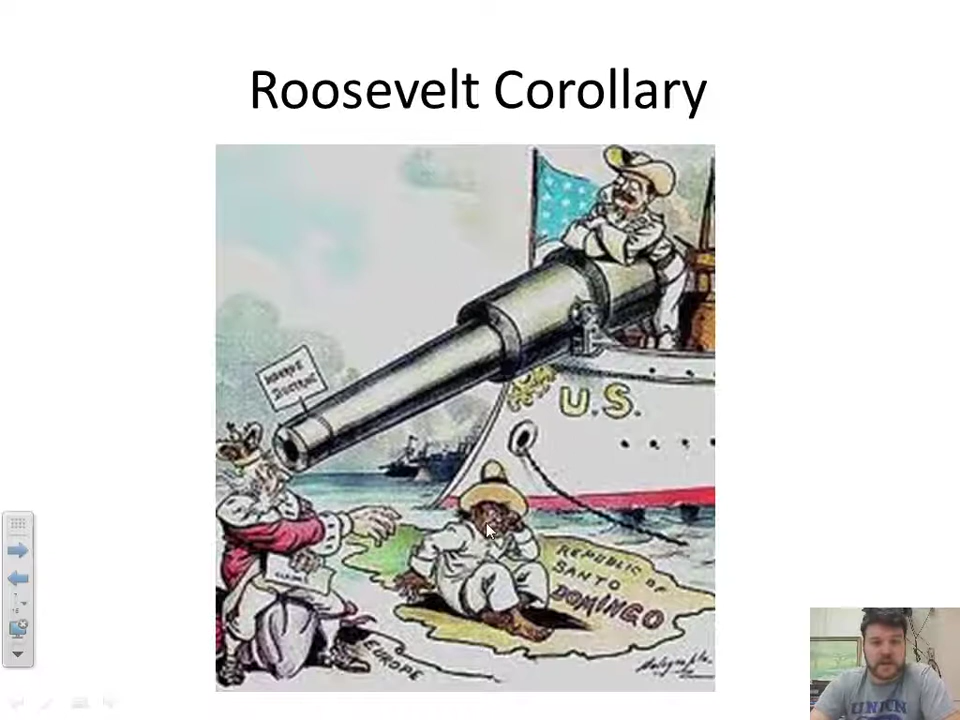 Roosevelt Corollary
MONROE
DOCTRINE
U.S.
REPUBLIC OF
SANTO
DOMINGO
EUROPE
UNION